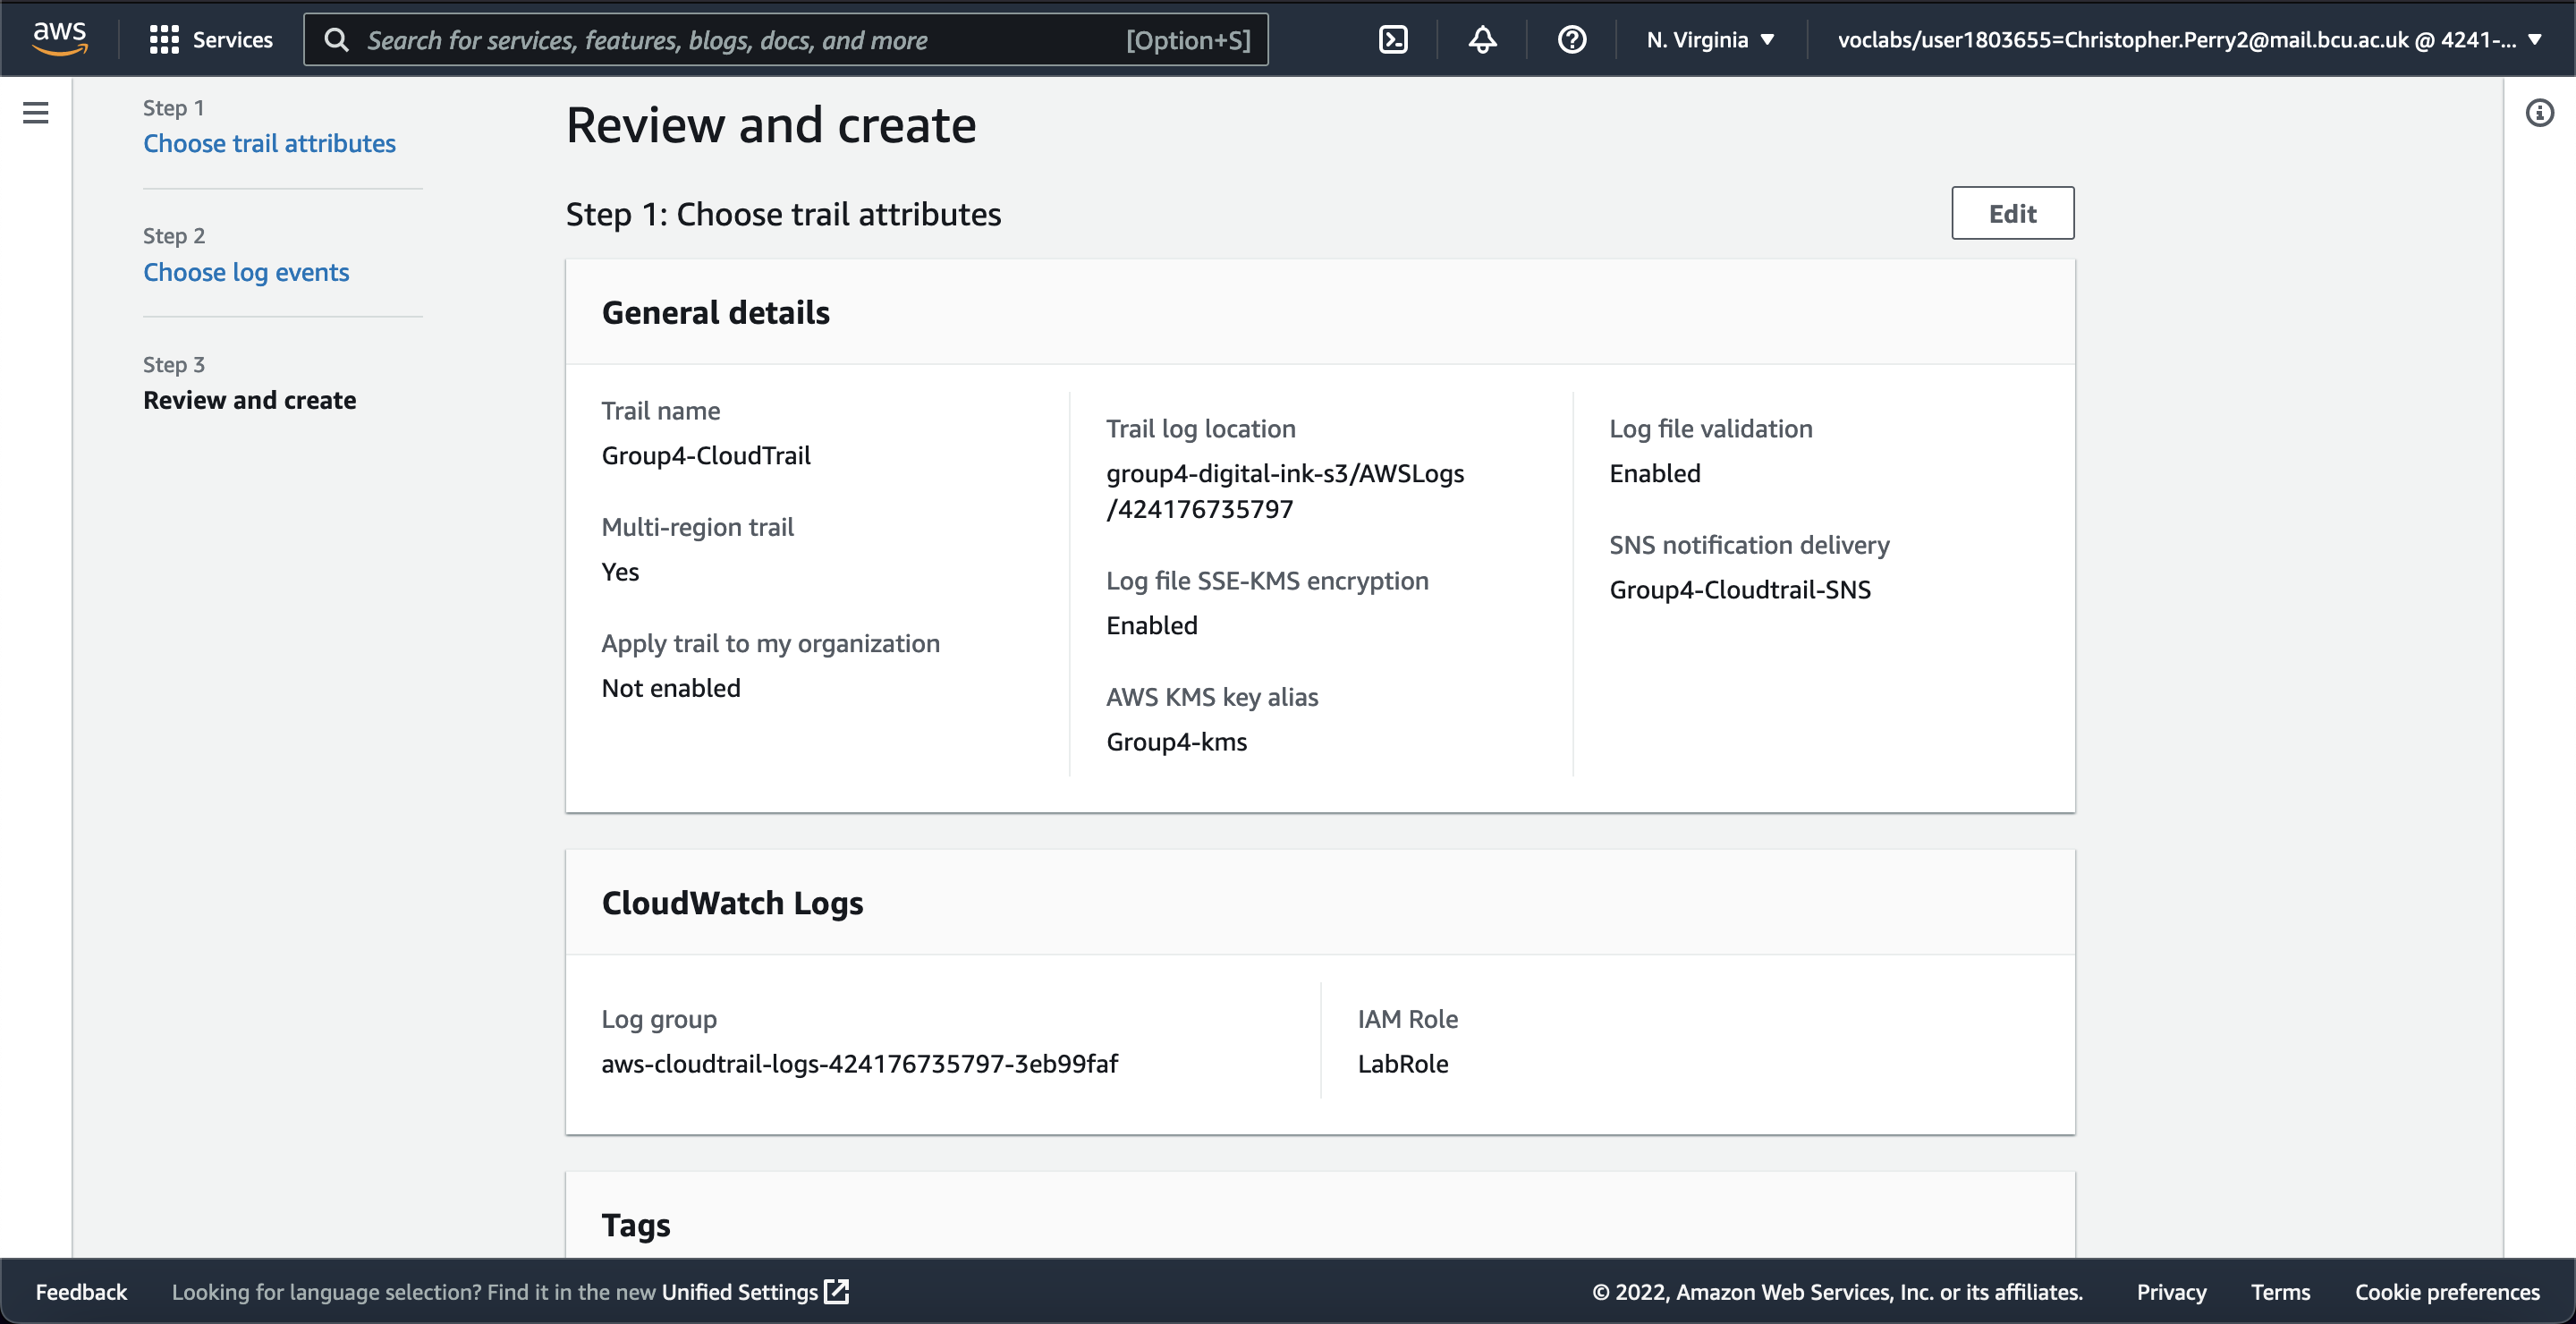 aws
Services
Search for services, features, blogs, docs, and more
[Option+S]
N. Virginia
voclabs/user1803655=Christopher.Perry2@mail.bcu.ac.uk @ 4241-...
Step 1
Choose trail attributes
Step 2
Choose log events
Step 3
Review and create
Review and create
Step 1: Choose trail attributes
Edit
General details
Trail name
Group4-CloudTrail
Multi-region trail
Yes
Apply trail to my organization
Not enabled
Trail log location
group4-digital-ink-s3/AWSLogs
/424176735797
Log file SSE-KMS encryption
Enabled
AWS KMS key alias
Group4-kms
Log file validation
Enabled
SNS notification delivery
Group4-Cloudtrail-SNS
CloudWatch Logs
Log group
aws-cloudtrail-logs-424176735797-3eb99faf
IAM Role
LabRole
Tags
Feedback
Looking for language selection? Find it in the new Unified Settings
© 2022, Amazon Web Services, Inc. or its affiliates.
Privacy
Terms
Cookie preferences